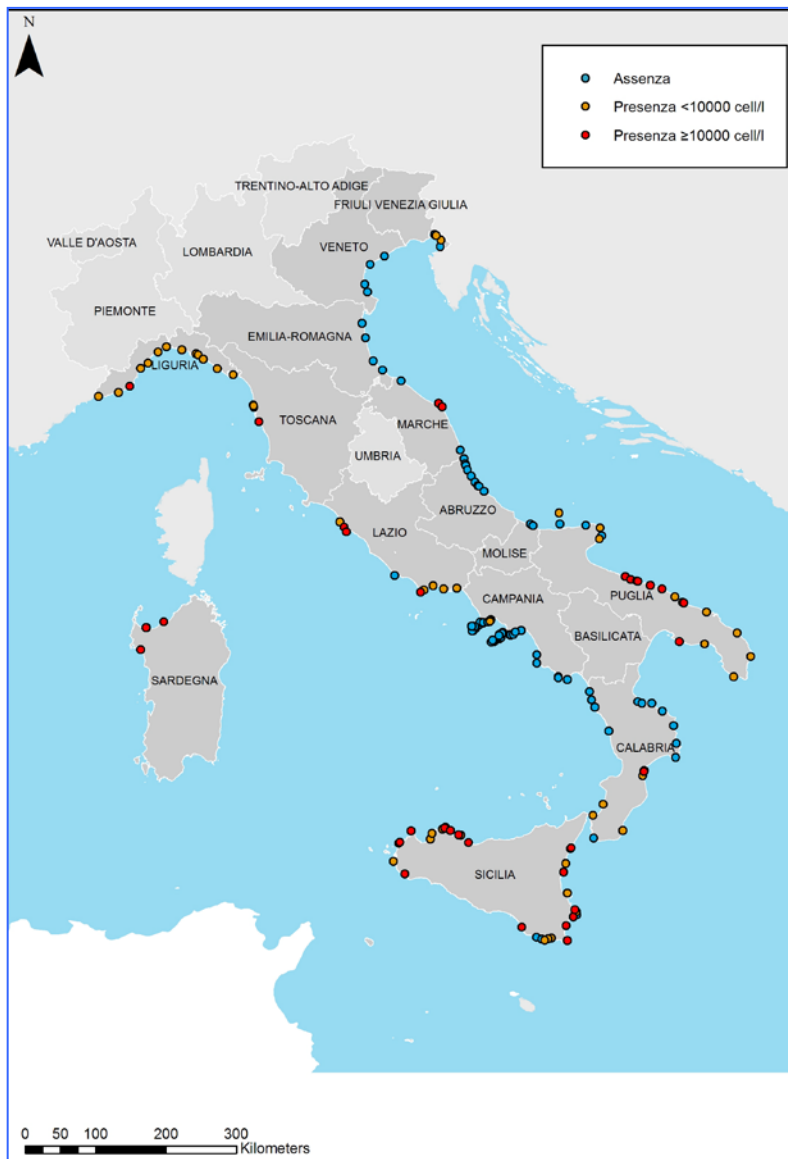 N
Assenza
Presenza <10000 cell/l
Presenza ≥10000 cell/l
TRENTINO-ALTO ADIGE
FRIULI VENEZIA GIULIA
VALLE D'AOSTA
LOMBARDIA
VENETO
PIEMONTE
EMILIA-ROMAGNA
LIGURIA
TOSCANA
MARCHE
UMBRIA
ABRUZZO
LAZIO
MOLISE
CAMPANIA
PUGLIA
BASILICATA
SARDEGNA
CALABRIA
SICILIA
0 50 100 200 300
Kilometers